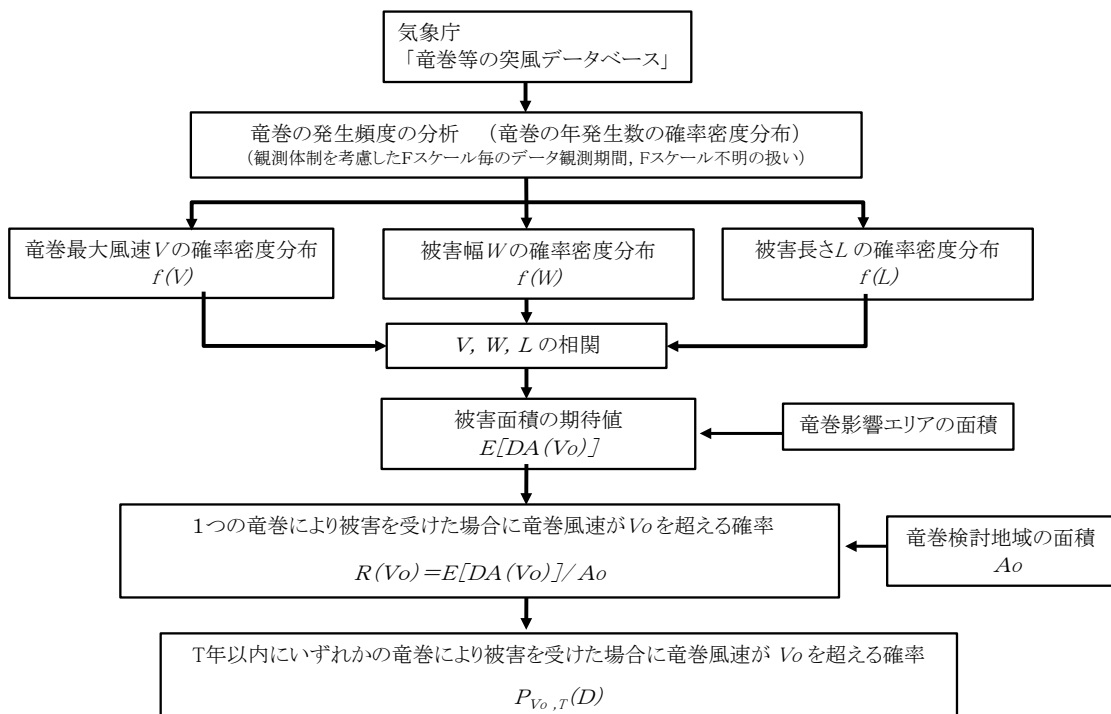 気象庁
「竜巻等の突風データベース」
竜巻の発生頻度の分析　（竜巻の年発生数の確率密度分布）
（観測体制を考慮したFスケール毎のデータ観測期間, Fスケール不明の扱い）
竜巻最大風速Vの確率密度分布
f(V)
被害幅Wの確率密度分布
f(W)
被害長さLの確率密度分布
f(L)
V, W, Lの相関
被害面積の期待値
E[DA(Vo)]
竜巻影響エリアの面積
1つの竜巻により被害を受けた場合に竜巻風速がVoを超える確率
R(Vo)=E[DA(Vo)]/Ao
竜巻検討地域の面積
Ao
T年以内にいずれかの竜巻により被害を受けた場合に竜巻風速が Voを超える確率
P_{Vo,T}(D)